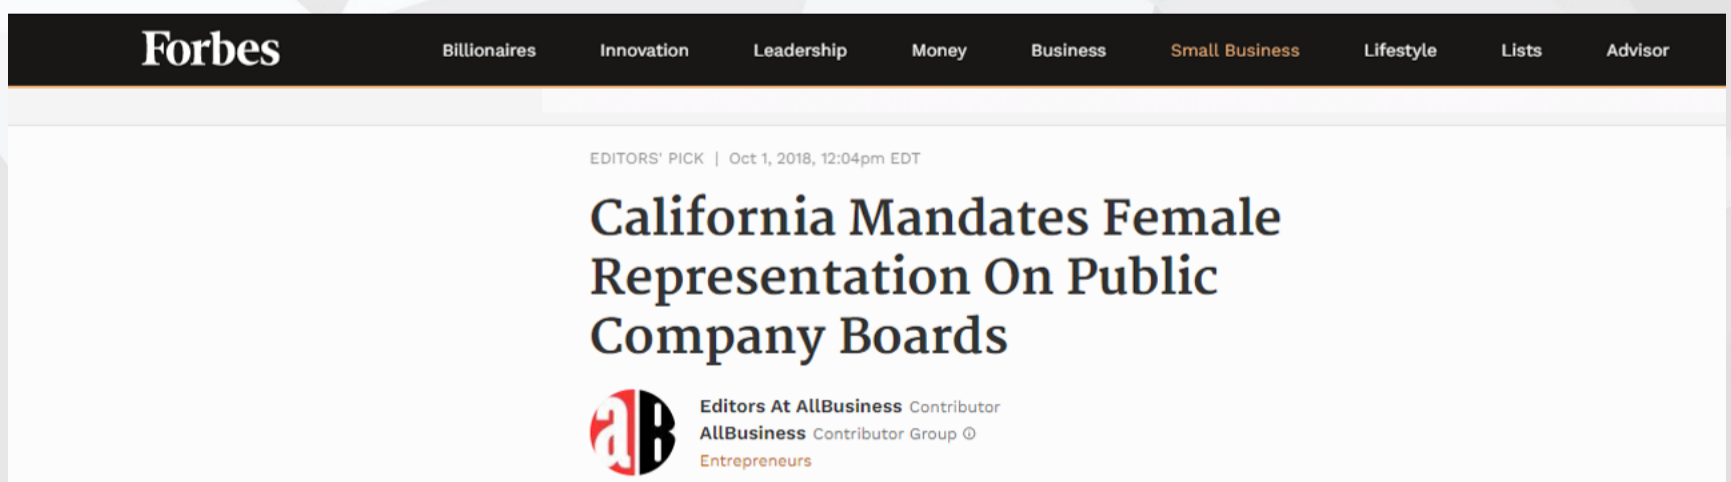 Forbes
Billionaires Innovation Leadership Money Business Small Business Lifestyle Lists Advisor
EDITORS' PICK | Oct 1, 2018, 12:04pm EDT
California Mandates Female
Representation On Public
Company Boards
aB
Editors At AllBusiness Contributor
AllBusiness Contributor Group ⓘ
Entrepreneurs